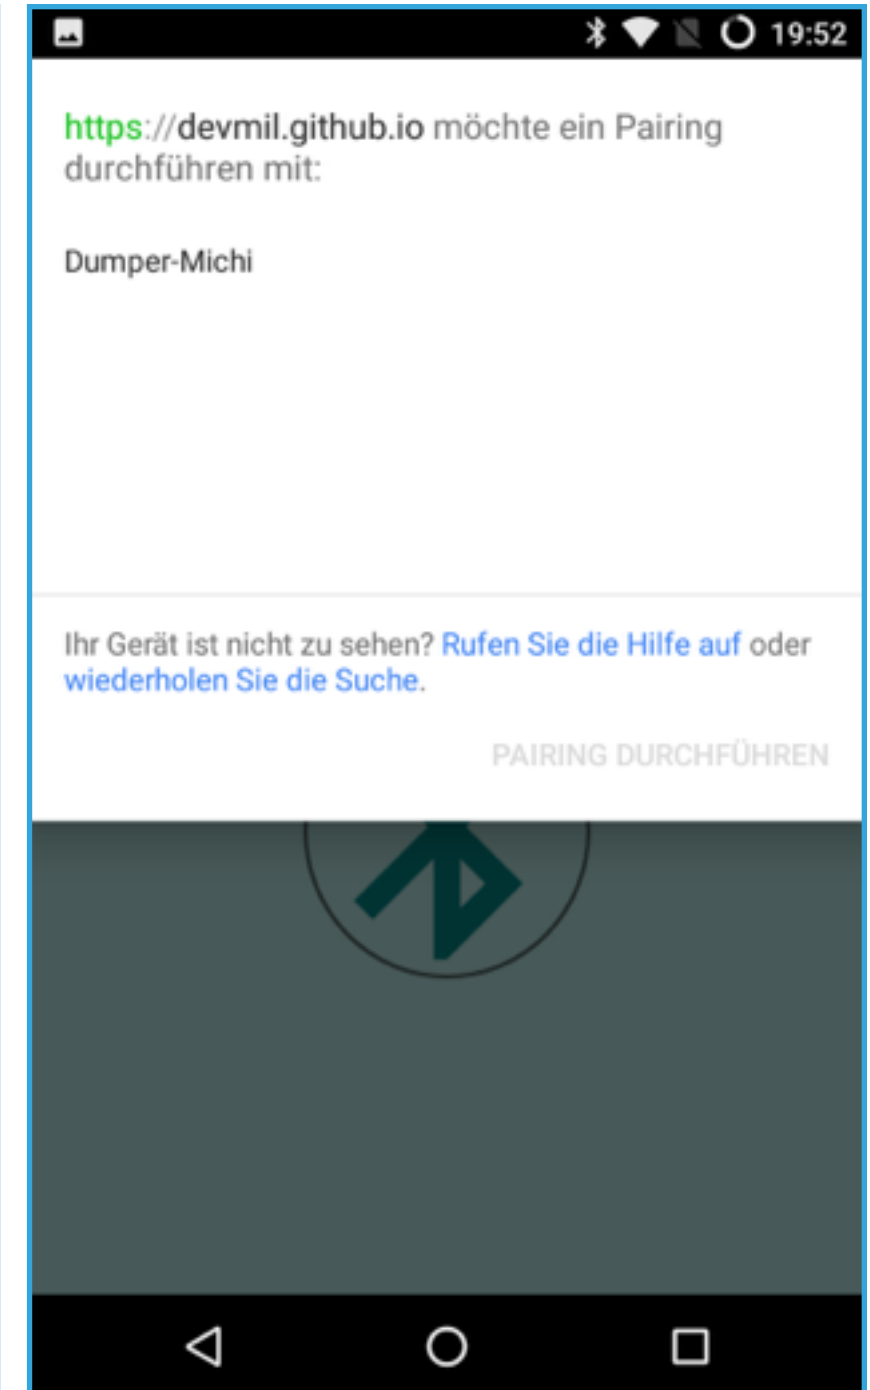 19:52
https://devmil.github.io möchte ein Pairing
durchführen mit:
Dumper-Michi
Ihr Gerät ist nicht zu sehen? Rufen Sie die Hilfe auf oder
wiederholen Sie die Suche.
PAIRING DURCHFÜHREN